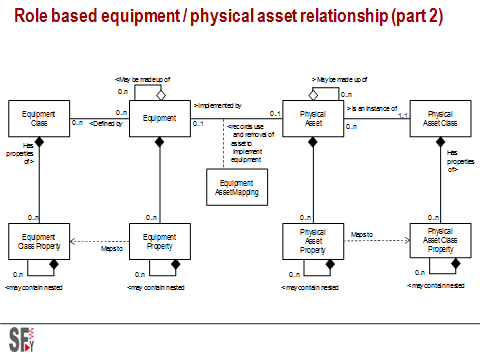 Role based equipment / physical asset relationship (part 2)
<May be made up of
0..n
> May be made up of
0..n
Equipment
Class
0..n
<Defined by
0..n
Equipment
>Implemented by
0..1
0..1
Physical
Asset
> Is an instance of
0..n
1..1
Physical
Asset Class
<records use
and removal of
asset to
implement
equipment
Equipment
Asset Mapping
Has
properties
of >
Has
properties
of>
0..n
0..n
0..n
0..n
Equipment
Class Property
Maps to
Equipment
Property
Physical
Asset
Property
Maps to
Physical
Asset Class
Property
0..n
0..n
0..n
0..n
<may contain nested
<may contain nested
<may contain nested
<may contain nested